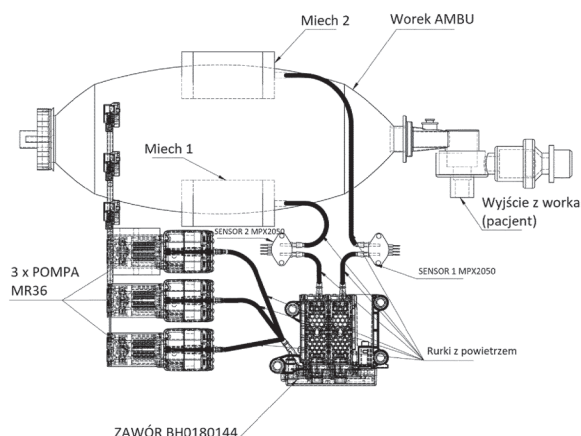 Miech 2
Worek AMBU
Miech 1
Wyjście z worka
(pacjent)
SENSOR 2 MPX2050
SENSOR 1 MPX2050
3 x POMPA
MR36
Rurki z powietrzem
ZAWÓR BH0180144